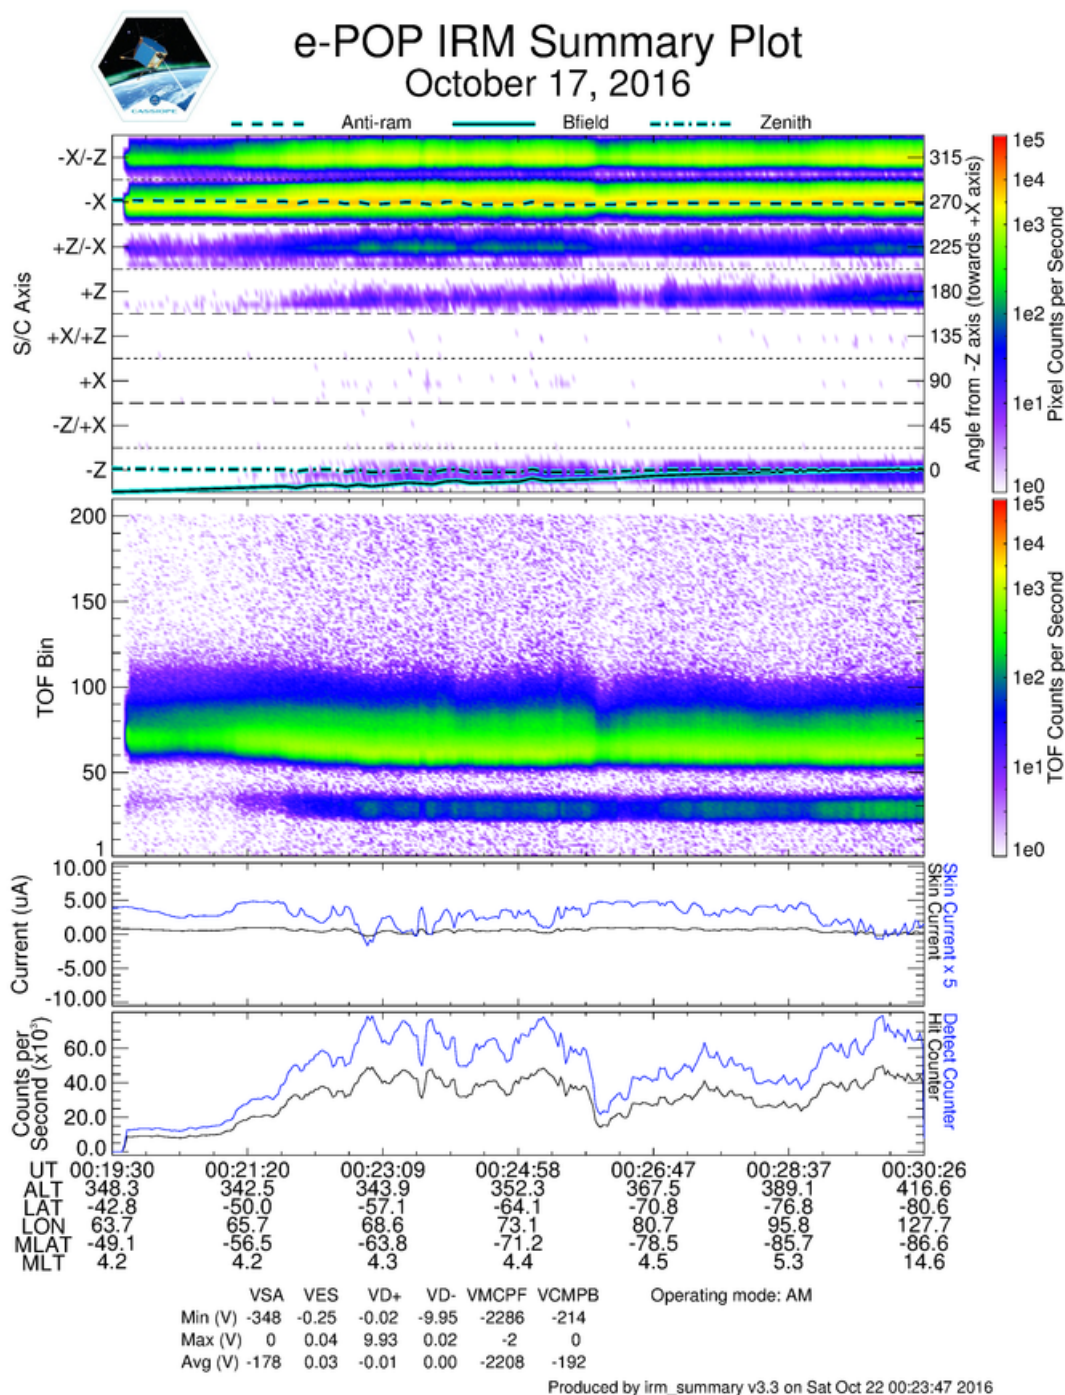 e-POP IRM Summary Plot
October 17, 2016
CASSIOPE
Anti-ram Bfield Zenith
S/C Axis
-X/-Z
-X
+Z/-X
+Z
+X/+Z
+X
-Z/+X
-Z
315
270
225
180
135
90
45
0
Angle from -Z axis (towards +X axis)
1e5
1e4
1e3
1e2
1e1
1e0
Pixel Counts per Second
TOF Bin
200
150
100
50
1
1e5
1e4
1e3
1e2
1e1
1e0
TOF Counts per Second
Current (uA)
10.00
5.00
0.00
-5.00
-10.00
Skin Current
Skin Current x 5
Counts per
Second (x10³)
60.0
40.0
20.0
0.0
Hit Counter
Detect Counter
UT 00:19:30 00:21:20 00:23:09 00:24:58 00:26:47 00:28:37 00:30:26
ALT 348.3 342.5 343.9 352.3 367.5 389.1 416.6
LAT -42.8 -50.0 -57.1 -64.1 -70.8 -76.8 -80.6
LON 63.7 65.7 68.6 73.1 80.7 95.8 127.7
MLAT -49.1 -56.5 -63.8 -71.2 -78.5 -85.7 -86.6
MLT 4.2 4.2 4.3 4.4 4.5 5.3 14.6
VSA VES VD+ VD- VMCPF VCMPB Operating mode: AM
Min (V) -348 -0.25 -0.02 -9.95 -2286 -214
Max (V) 0 0.04 9.93 0.02 -2 0
Avg (V) -178 0.03 -0.01 0.00 -2208 -192
Produced by irm_summary v3.3 on Sat Oct 22 00:23:47 2016